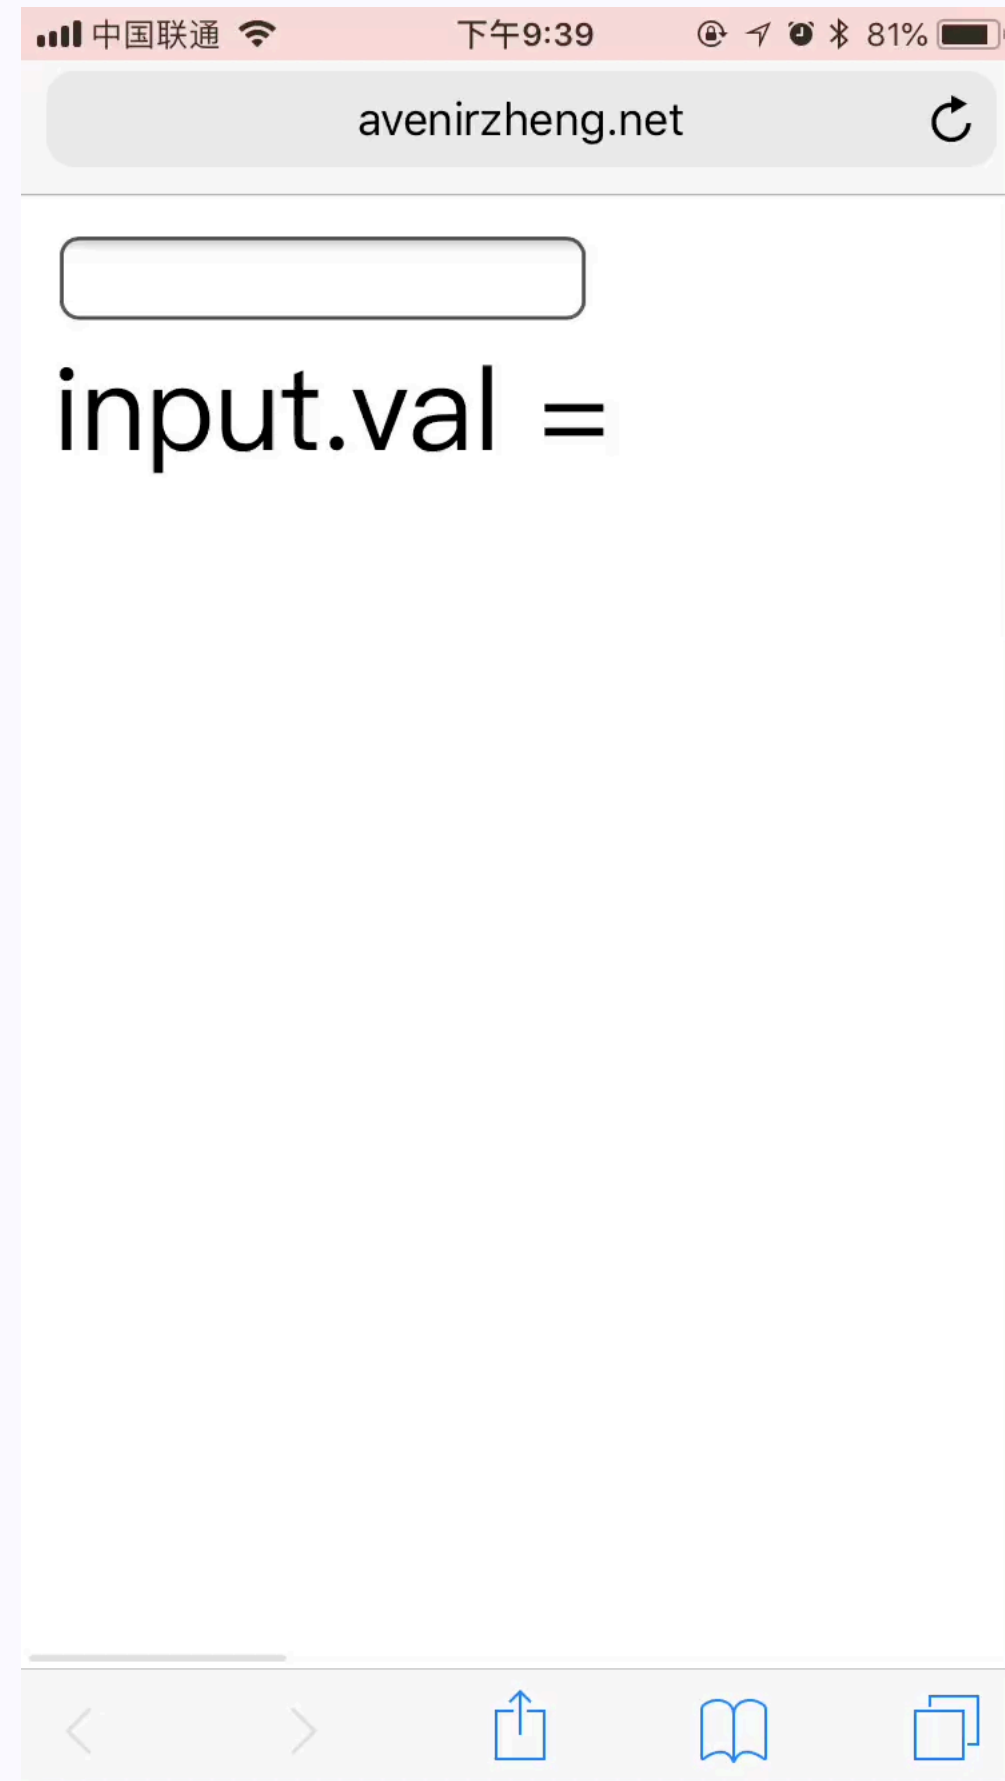 中国联通 下午9:39 81%
avenirzheng.net
input.val =